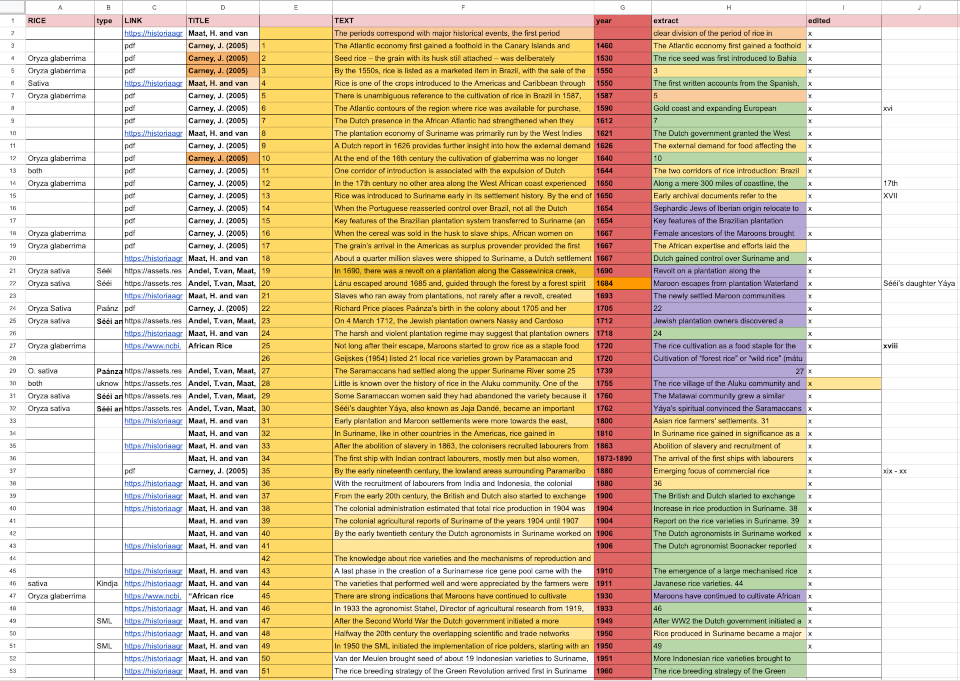 A B C D E F G H I J
1 RICE type LINK TITLE TEXT year extract edited
2 https://historiaagr Maat, H. and van The periods correspond with major historical events, the first period clear division of the period of rice in x
3 pdf Carney, J. (2005) 1 The Atlantic economy first gained a foothold in the Canary Islands and 1460 The Atlantic economy first gained a foothold x
4 Oryza glaberrima pdf Carney, J. (2005) 2 Seed rice – the grain with its husk still attached – was deliberately 1530 The rice seed was first introduced to Bahia x
5 Oryza glaberrima pdf Carney, J. (2005) 3 By the 1550s, rice is listed as a marketed item in Brazil, with the sale of the 1550 3 x
6 Sativa https://historiaagr Maat, H. and van 4 Rice is one of the crops introduced to the Americas and Caribbean through 1550 The first written accounts from the Spanish, x
7 Oryza glaberrima pdf Carney, J. (2005) 5 There is unambiguous reference to the cultivation of rice in Brazil in 1587, 1587 5 x
8 pdf Carney, J. (2005) 6 The Atlantic contours of the region where rice was available for purchase, 1590 Gold coast and expanding European x xvi
9 pdf Carney, J. (2005) 7 The Dutch presence in the African Atlantic had strengthened when they 1612 7 x
10 https://historiaagr Maat, H. and van 8 The plantation economy of Suriname was primarily run by the West Indies 1621 The Dutch government granted the West x
11 pdf Carney, J. (2005) 9 A Dutch report in 1626 provides further insight into how the external demand 1626 The external demand for food affecting the x
12 Oryza glaberrima pdf Carney, J. (2005) 10 At the end of the 16th century the cultivation of glaberrima was no longer 1640 10 x
13 both pdf Carney, J. (2005) 11 One corridor of introduction is associated with the expulsion of Dutch 1644 The two corridors of rice introduction: Brazil x
14 Oryza glaberrima pdf Carney, J. (2005) 12 In the 17th century no other area along the West African coast experienced 1650 Along a mere 300 miles of coastline, the x 17th
15 pdf Carney, J. (2005) 13 Rice was introduced to Suriname early in its settlement history. By the end of 1650 Early archival documents refer to the x XVII
16 pdf Carney, J. (2005) 14 When the Portuguese reasserted control over Brazil, not all the Dutch 1654 Sephardic Jews of Iberian origin relocate to x
17 pdf Carney, J. (2005) 15 Key features of the Brazilian plantation system transferred to Suriname (an 1654 Key features of the Brazilian plantation
18 Oryza glaberrima pdf Carney, J. (2005) 16 When the cereal was sold in the husk to slave ships, African women on 1667 Female ancestors of the Maroons brought x
19 Oryza glaberrima pdf Carney, J. (2005) 17 The grain's arrival in the Americas as surplus provender provided the first 1667 The African expertise and efforts laid the
20 https://historiaagr Maat, H. and van 18 About a quarter million slaves were shipped to Suriname, a Dutch settlement 1667 Dutch gained control over Suriname and x
21 Oryza sativa Sééi https://assets.res Andel, T.van, Maat, 19 In 1690, there was a revolt on a plantation along the Cassewinica creek, 1690 Revolt on a plantation along the x
22 Oryza sativa Sééi https://assets.res Andel, T.van, Maat, 20 Lánu escaped around 1685 and, guided through the forest by a forest spirit 1684 Maroon escapes from plantation Waterland x Sééi's daughter Yáya
23 https://assets.res Andel, T.van, Maat, 21 Slaves who ran away from plantations, not rarely after a revolt, created 1693 The newly settled Maroon communities x
24 Oryza Sativa Paánz pdf Carney, J. (2005) 22 Richard Price places Paánza's birth in the colony about 1705 and her 1705 22 x
25 Oryza sativa Sééi an https://assets.res Andel, T.van, Maat, 23 On 4 March 1712, the Jewish plantation owners Nassy and Cardoso 1712 Jewish plantation owners discovered a x
26 https://historiaagr Maat, H. and van 24 The harsh and violent plantation regime may suggest that plantation owners 1718 24 x
27 Oryza glaberrima https://www.ncbi. African Rice 25 Not long after their escape, Maroons started to grow rice as a staple food 1720 The rice cultivation as a food staple for the x xviii
28 26 Geijskes (1954) listed 21 local rice varieties grown by Paramaccan and 1720 Cultivation of “forest rice” or “wild rice” (mátu x
29 O. sativa Paánza https://assets.res Andel, T.van, Maat, 27 The Saramaccans had settled along the upper Suriname River some 25 1739 27 x
30 both uknow https://assets.res Andel, T.van, Maat, 28 Little is known over the history of rice in the Aluku community. One of the 1755 The rice village of the Aluku community and x
31 Oryza sativa Sééi an https://assets.res Andel, T.van, Maat, 29 Some Saramaccan women said they had abandoned the variety because it 1760 The Matawai community grew a similar x
32 Oryza sativa Sééi an https://assets.res Andel, T.van, Maat, 30 Sééi's daughter Yáya, also known as Jaja Dandé, became an important 1762 Yáya's spiritual convinced the Saramaccans x
33 https://historiaagr Maat, H. and van 31 Early plantation and Maroon settlements were more towards the east, 1800 Asian rice farmers' settlements. 31 x
34 Maat, H. and van 32 In Suriname, like in other countries in the Americas, rice gained in 1810 In Suriname rice gained in significance as a x
35 https://historiaagr Maat, H. and van 33 After the abolition of slavery in 1863, the colonisers recruited labourers from 1863 Abolition of slavery and recruitment of x
36 Maat, H. and van 34 The first ship with Indian contract labourers, mostly men but also women, 1873-1890 The arrival of the first ships with labourers x
37 pdf Carney, J. (2005) 35 By the early nineteenth century, the lowland areas surrounding Paramaribo 1880 Emerging focus of commercial rice x xix - xx
38 https://historiaagr Maat, H. and van 36 With the recruitment of labourers from India and Indonesia, the colonial 1880 36 x
39 https://historiaagr Maat, H. and van 37 From the early 20th century, the British and Dutch also started to exchange 1900 The British and Dutch started to exchange x
40 https://historiaagr Maat, H. and van 38 The colonial administration estimated that total rice production in 1904 was 1904 Increase in rice production in Suriname. 38 x
41 Maat, H. and van 39 The colonial agricultural reports of Suriname of the years 1904 until 1907 1904 Report on the rice varieties in Suriname. 39 x
42 Maat, H. and van 40 By the early twentieth century the Dutch agronomists in Suriname worked on 1906 The Dutch agronomists in Suriname worked x
43 https://historiaagr Maat, H. and van 41 1906 The Dutch agronomist Boonacker reported x
44 42 The knowledge about rice varieties and the mechanisms of reproduction and
45 https://historiaagr Maat, H. and van 43 A last phase in the creation of a Surinamese rice gene pool came with the 1910 The emergence of a large mechanised rice x
46 sativa Kindja https://historiaagr Maat, H. and van 44 The varieties that performed well and were appreciated by the farmers were 1911 Javanese rice varieties. 44 x
47 Oryza glaberrima https://www.ncbi. "African rice 45 There are strong indications that Maroons have continued to cultivate 1930 Maroons have continued to cultivate African x
48 https://historiaagr Maat, H. and van 46 In 1933 the agronomist Stahel, Director of agricultural research from 1919, 1933 46 x
49 SML https://historiaagr Maat, H. and van 47 After the Second World War the Dutch government initiated a more 1949 After WW2 the Dutch government initiated a x
50 https://historiaagr Maat, H. and van 48 Halfway the 20th century the overlapping scientific and trade networks 1950 Rice produced in Suriname became a major x
51 SML https://historiaagr Maat, H. and van 49 In 1950 the SML initiated the implementation of rice polders, starting with an 1950 49 x
52 https://historiaagr Maat, H. and van 50 Van der Meulen brought seed of about 19 Indonesian varieties to Suriname, 1951 More Indonesian rice varieties brought to
53 https://historiaagr Maat, H. and van 51 The rice breeding strategy of the Green Revolution arrived first in Suriname 1960 The rice breeding strategy of the Green